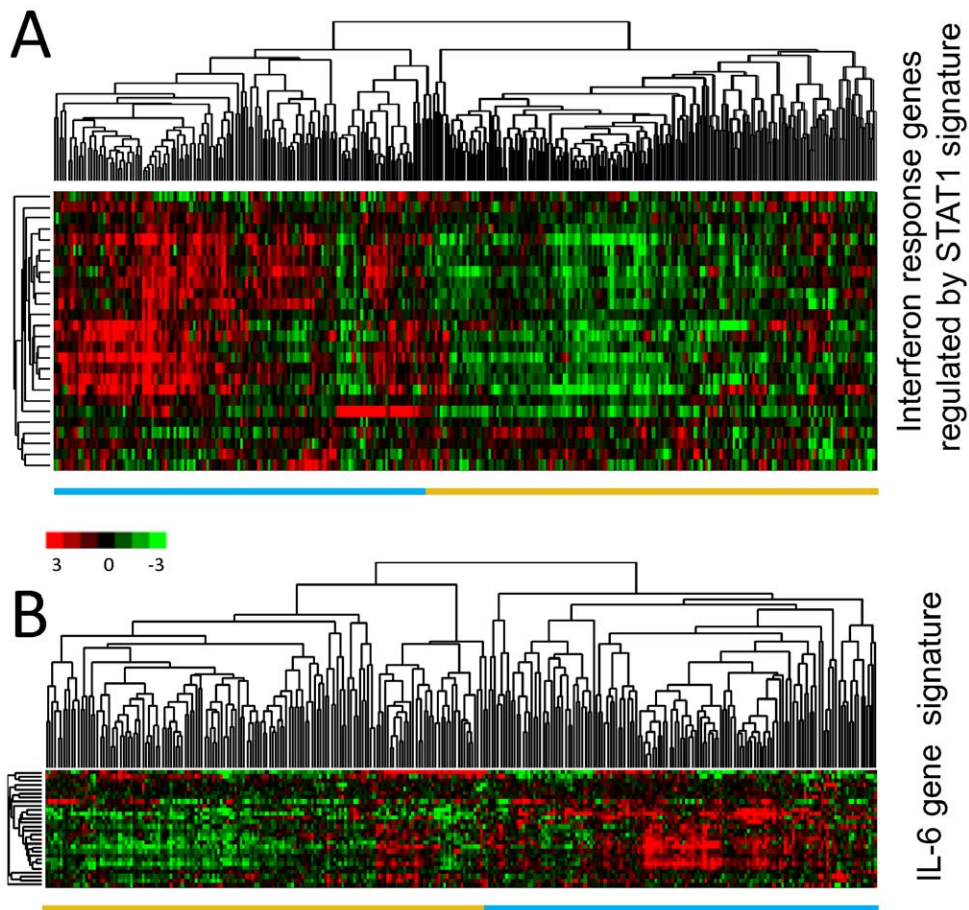 A
Interferon response genes
regulated by STAT1 signature
3 0 -3
B
IL-6 gene signature